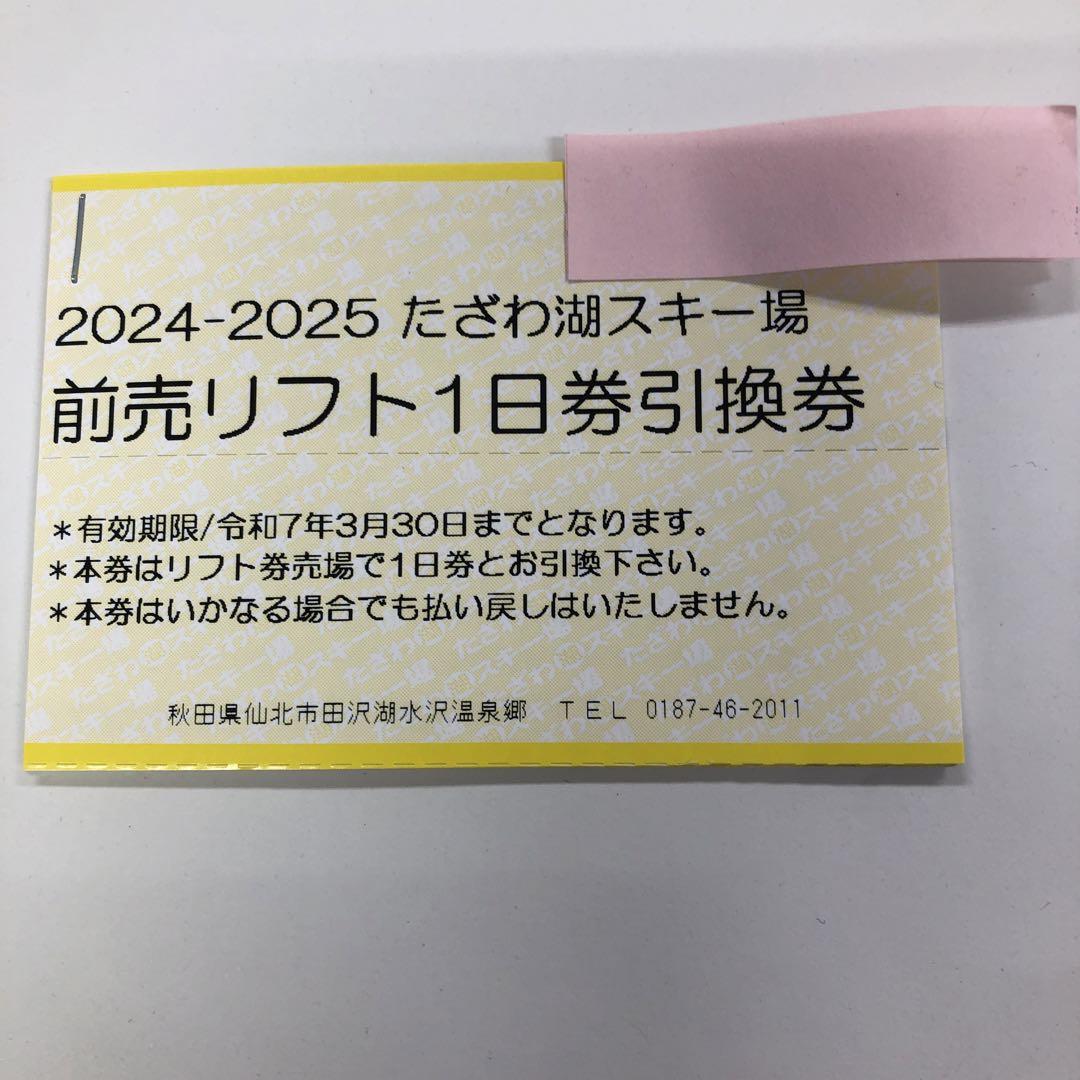 2024-2025 たざわ湖スキー場
前売リフト1日券引換券
＊有効期限/令和7年3月30日までとなります。
＊本券はリフト券売場で1日券とお引換下さい。
＊本券はいかなる場合でも払い戻しはいたしません。
秋田県仙北市田沢湖水沢温泉郷 ＴＥＬ 0187-46-2011